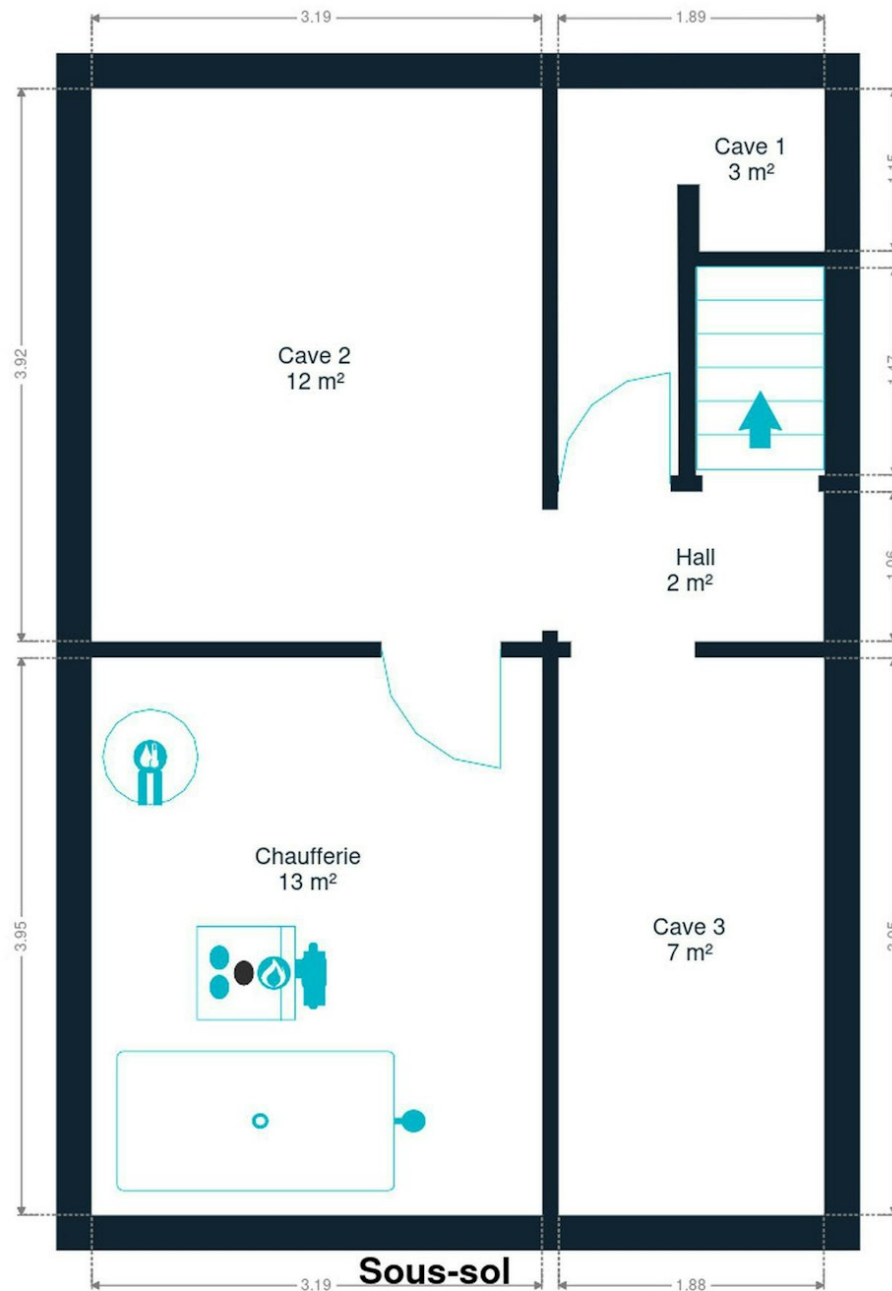 3.19
1.89
Cave 1
3 m²
Cave 2
12 m²
3.92
Hall
2 m²
Chaufferie
13 m²
3.95
Cave 3
7 m²
Sous-sol
3.19
1.88